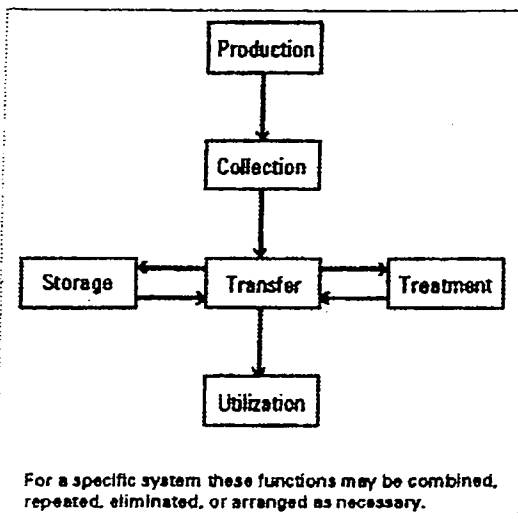 Production
Collection
Storage
Transfer
Treatment
Utilization
For a specific system these functions may be combined,
repeated, eliminated, or arranged as necessary.